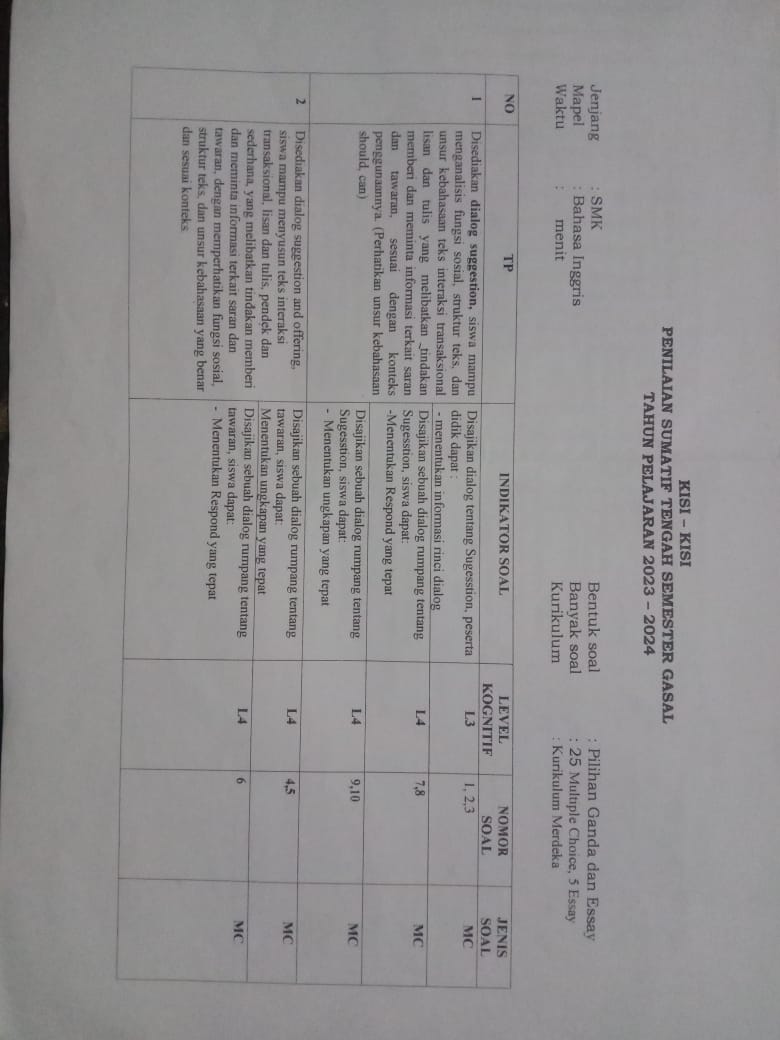 KISI – KISI
PENILAIAN SUMATIF TENGAH SEMESTER GASAL
TAHUN PELAJARAN 2023 – 2024
Jenjang : SMK
Mapel : Bahasa Inggris
Waktu : menit
Bentuk soal : Pilihan Ganda dan Essay
Banyak soal : 25 Multiple Choice, 5 Essay
Kurikulum : Kurikulum Merdeka
NO
TP
INDIKATOR SOAL
LEVEL
KOGNITIF
NOMOR
SOAL
JENIS
SOAL
1
Disediakan dialog suggestion, siswa mampu
menganalisis fungsi sosial, struktur teks, dan
unsur kebahasaan teks interaksi transaksional
lisan dan tulis yang melibatkan tindakan
memberi dan meminta informasi terkait saran
dan tawaran, sesuai dengan konteks
penggunaannya. (Perhatikan unsur kebahasaan
should, can)
Disajikan dialog tentang Sugesstion, peserta
didik dapat :
- menentukan informasi rinci dialog
L3
1, 2,3
MC
Disajikan sebuah dialog rumpang tentang
Sugesstion, siswa dapat:
-Menentukan Respond yang tepat
L4
7,8
MC
Disajikan sebuah dialog rumpang tentang
Sugesstion, siswa dapat:
- Menentukan ungkapan yang tepat
L4
9,10
MC
2
Disediakan dialog suggestion and offering,
siswa mampu menyusun teks interaksi
transaksional, lisan dan tulis, pendek dan
sederhana, yang melibatkan tindakan memberi
dan meminta informasi terkait saran dan
tawaran, dengan memperhatikan fungsi sosial,
struktur teks, dan unsur kebahasaan yang benar
dan sesuai konteks
Disajikan sebuah dialog rumpang tentang
tawaran, siswa dapat:
Menentukan ungkapan yang tepat
L4
4,5
MC
Disajikan sebuah dialog rumpang tentang
tawaran, siswa dapat:
- Menentukan Respond yang tepat
L4
6
MC